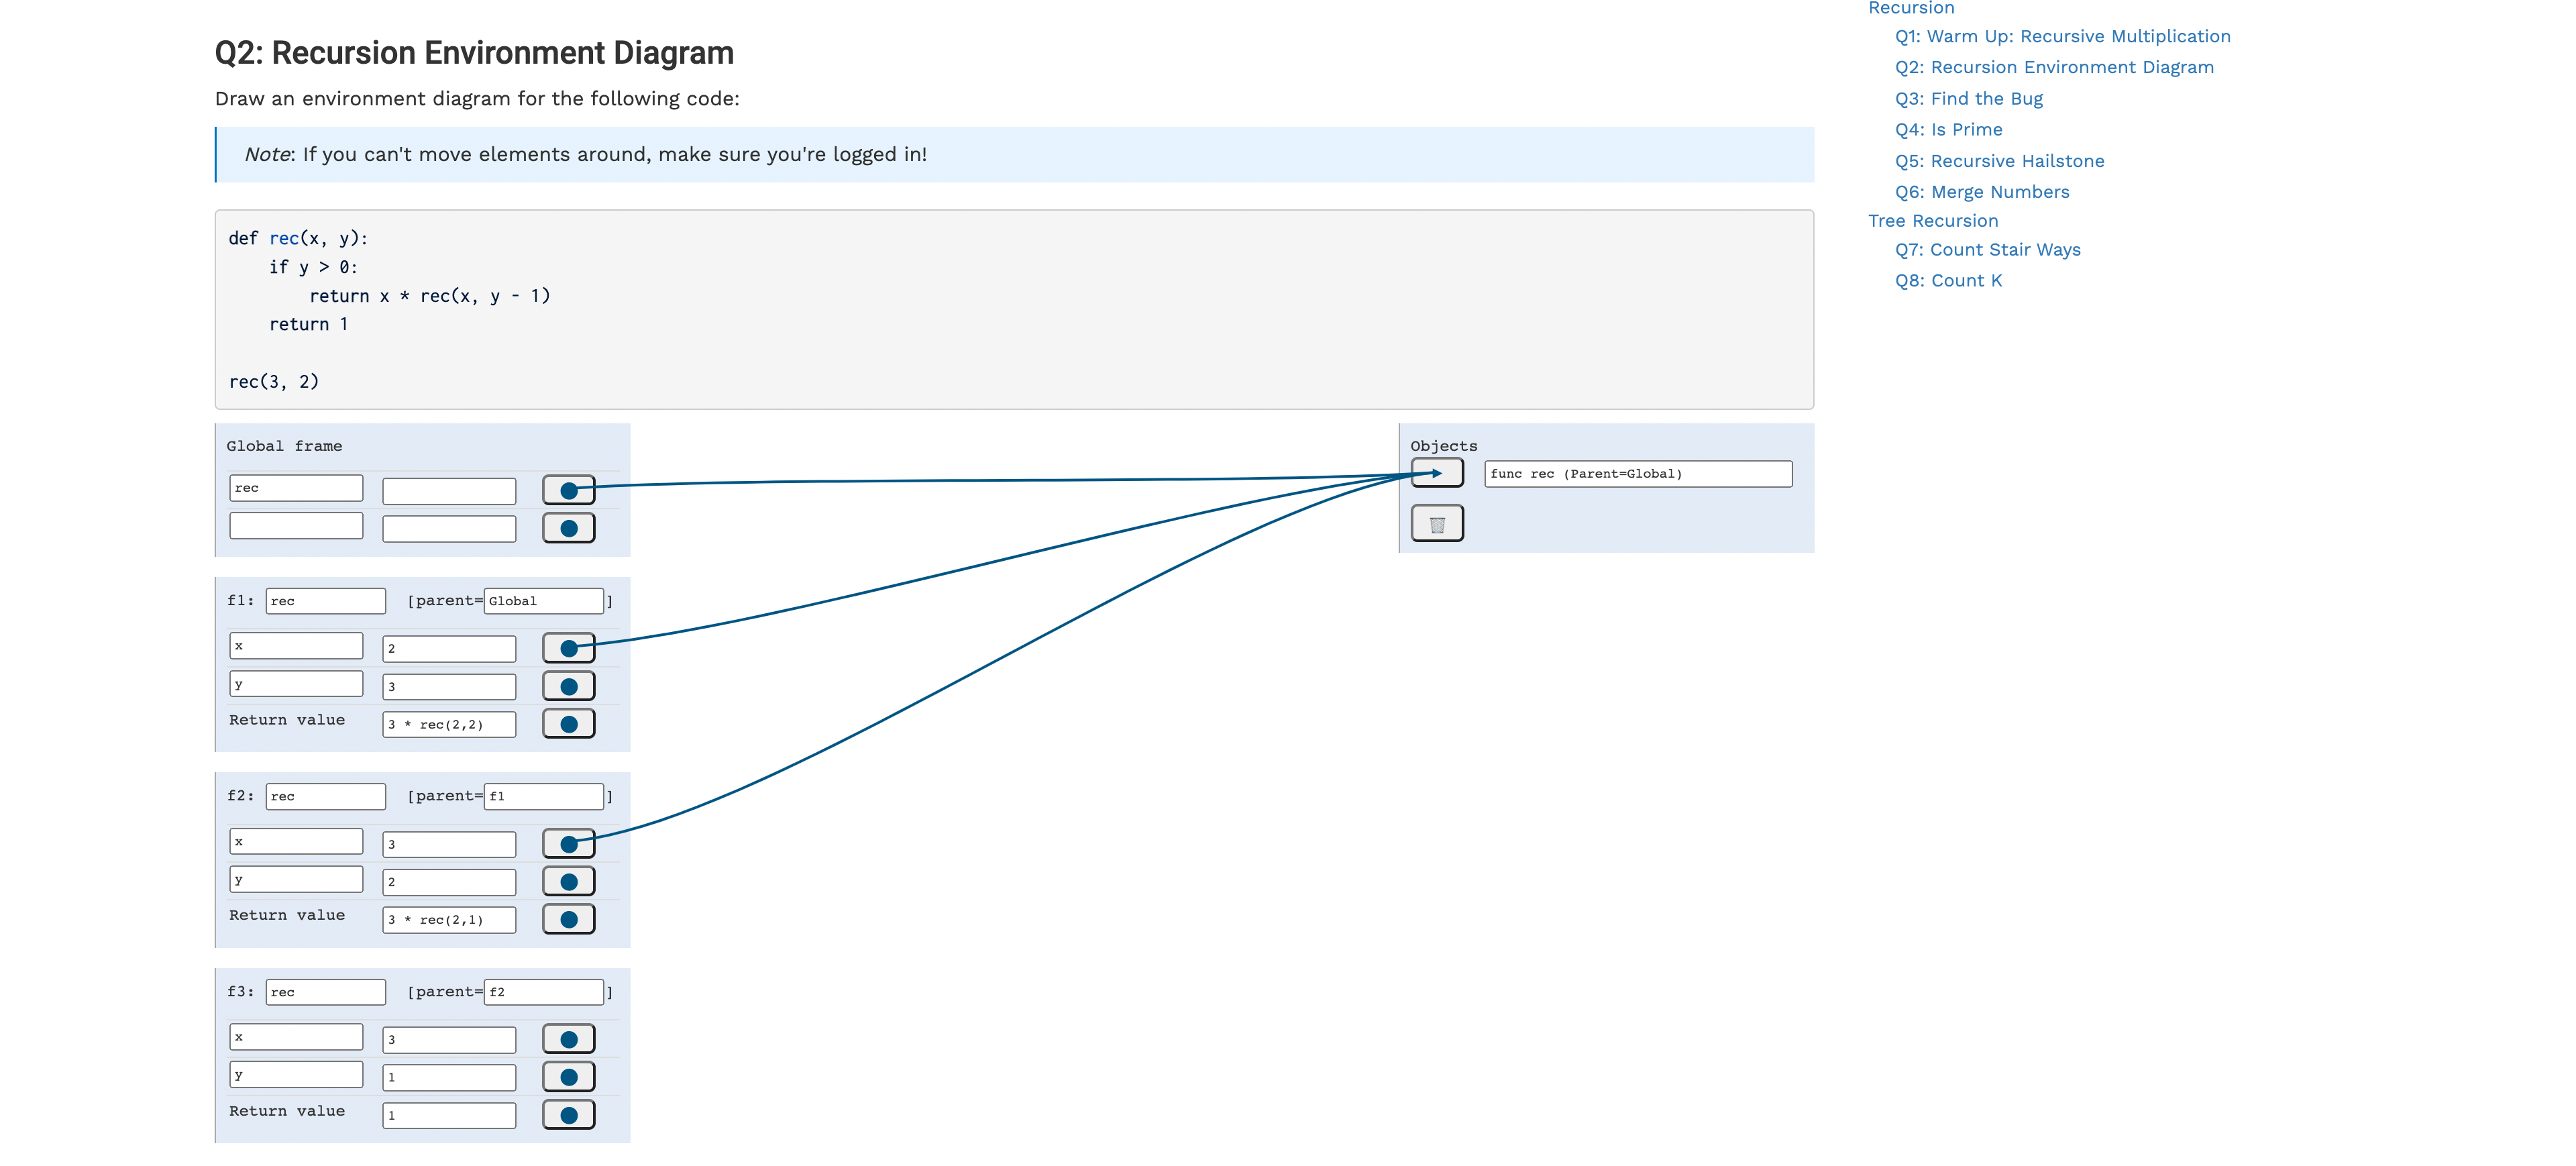 Q2: Recursion Environment Diagram
Draw an environment diagram for the following code:
Note: If you can't move elements around, make sure you're logged in!
def rec(x, y):
    if y > 0:
        return x * rec(x, y - 1)
    return 1

rec(3, 2)
Global frame
rec
f1: rec [parent=Global]
x 2
y 3
Return value 3 * rec(2,2)
f2: rec [parent=f1]
x 3
y 2
Return value 3 * rec(2,1)
f3: rec [parent=f2]
x 3
y 1
Return value 1
Objects
func rec (Parent=Global)
Recursion
Q1: Warm Up: Recursive Multiplication
Q2: Recursion Environment Diagram
Q3: Find the Bug
Q4: Is Prime
Q5: Recursive Hailstone
Q6: Merge Numbers
Tree Recursion
Q7: Count Stair Ways
Q8: Count K